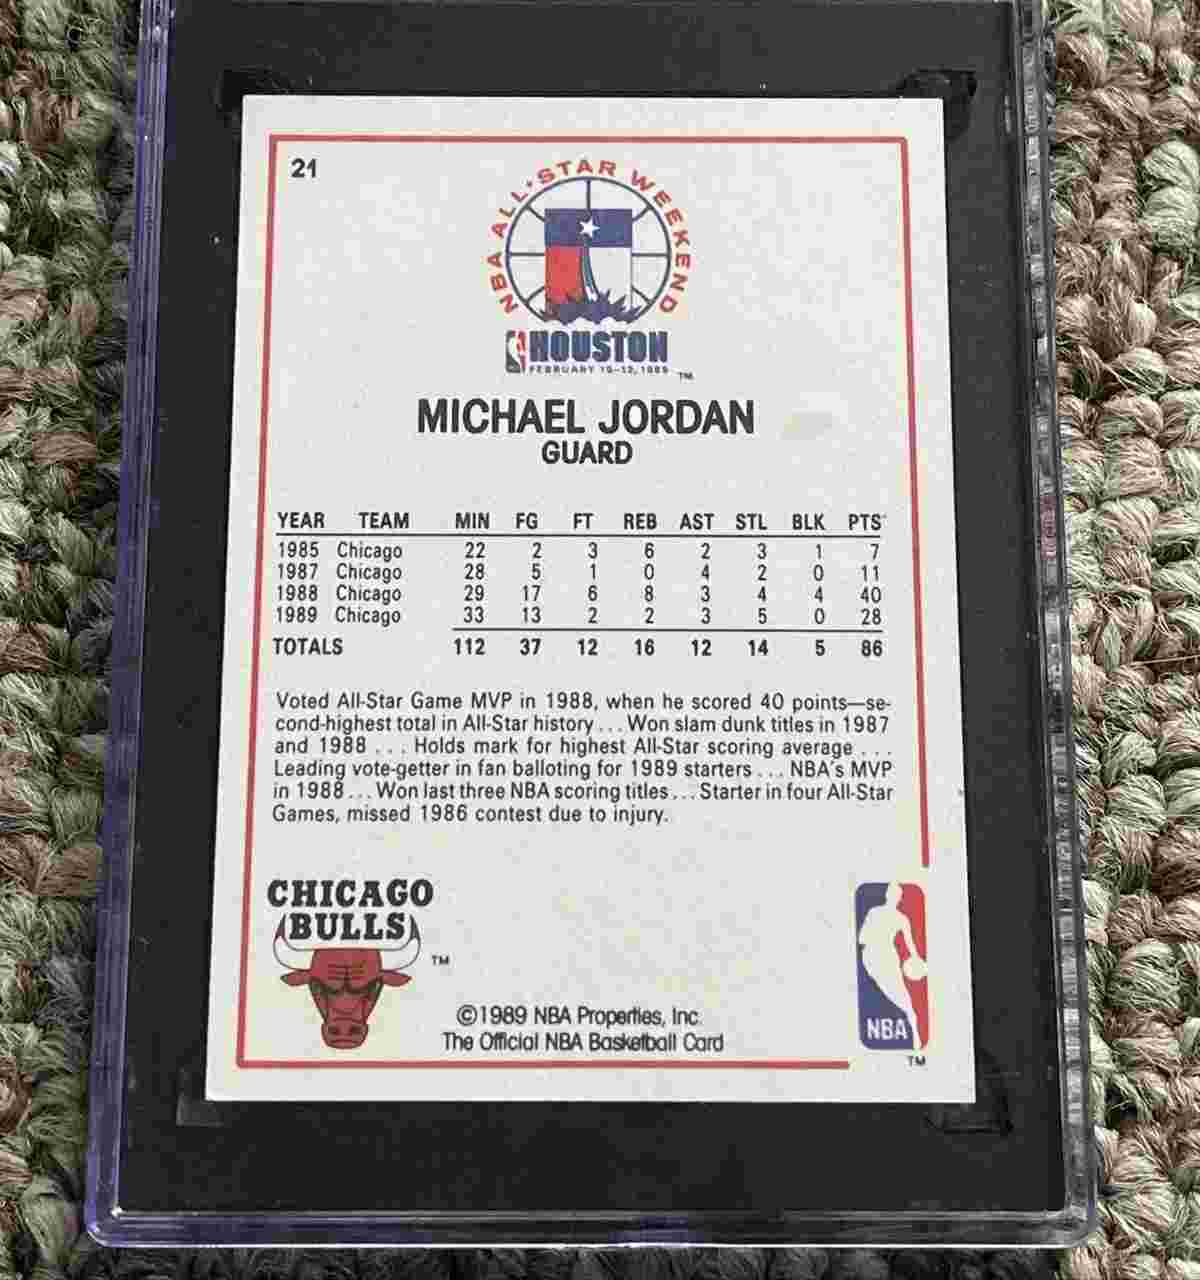 21
NBA ALL·STAR WEEKEND
HOUSTON
FEBRUARY 10-12, 1989
TM
MICHAEL JORDAN
GUARD
YEAR TEAM MIN FG FT REB AST STL BLK PTS
1985 Chicago 22 2 3 6 2 3 1 7
1987 Chicago 28 5 1 0 4 2 0 11
1988 Chicago 29 17 6 8 3 4 4 40
1989 Chicago 33 13 2 2 3 5 0 28
TOTALS 112 37 12 16 12 14 5 86
Voted All-Star Game MVP in 1988, when he scored 40 points—se-
cond-highest total in All-Star history . . . Won slam dunk titles in 1987
and 1988 . . . Holds mark for highest All-Star scoring average . . .
Leading vote-getter in fan balloting for 1989 starters . . . NBA's MVP
in 1988 . . . Won last three NBA scoring titles . . . Starter in four All-Star
Games, missed 1986 contest due to injury.
CHICAGO
BULLS
TM
©1989 NBA Properties, Inc.
The Official NBA Basketball Card
NBA
TM